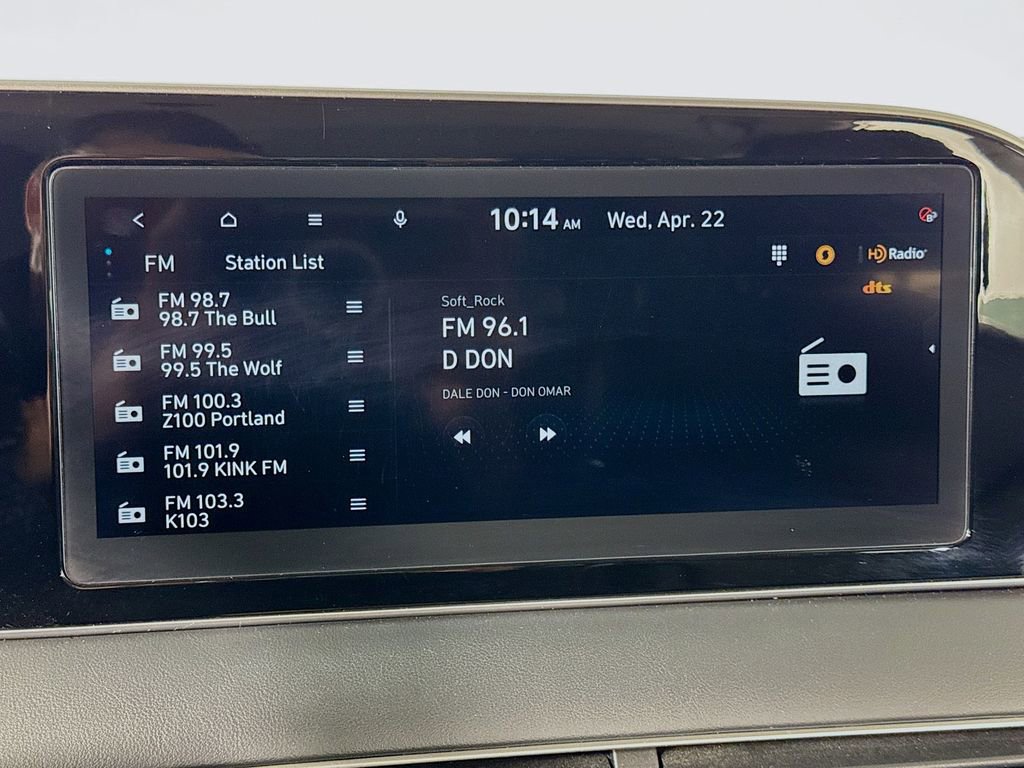 10:14 AM Wed, Apr. 22
FM Station List
HD Radio
dts
FM 98.7
98.7 The Bull
FM 99.5
99.5 The Wolf
FM 100.3
Z100 Portland
FM 101.9
101.9 KINK FM
FM 103.3
K103
Soft_Rock
FM 96.1
D DON
DALE DON - DON OMAR